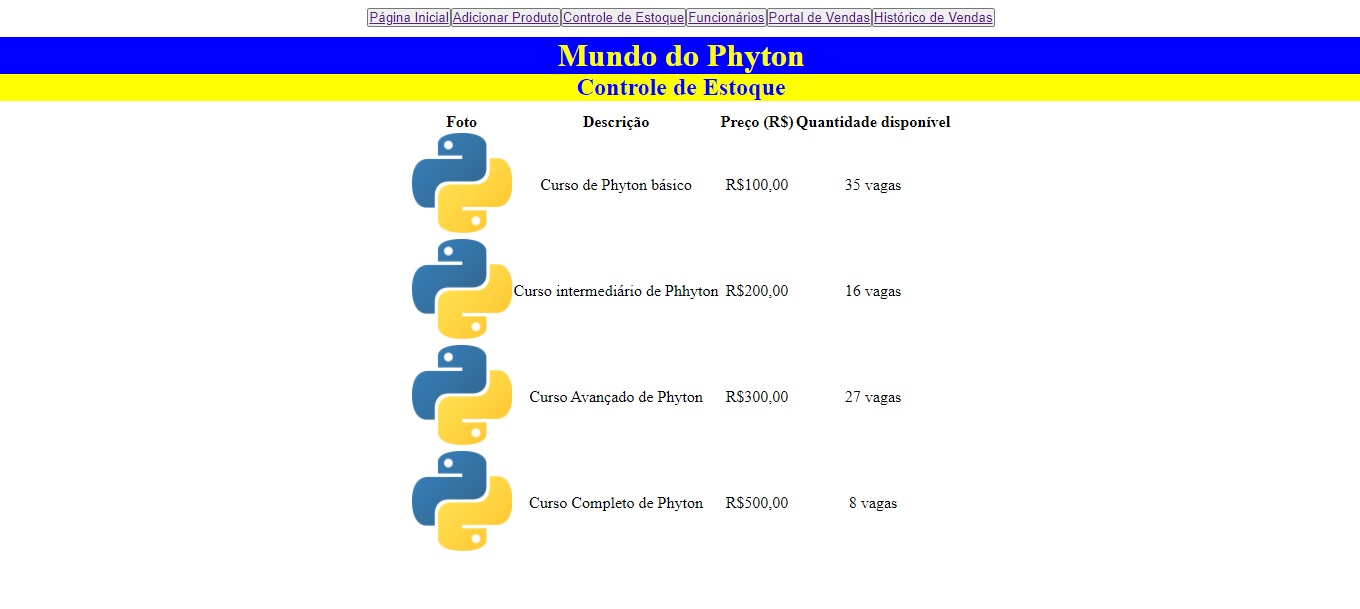 Página Inicial Adicionar Produto Controle de Estoque Funcionários Portal de Vendas Histórico de Vendas
Mundo do Phyton
Controle de Estoque
Foto Descrição Preço (R$) Quantidade disponível
Curso de Phyton básico R$100,00 35 vagas
Curso intermediário de Phhyton R$200,00 16 vagas
Curso Avançado de Phyton R$300,00 27 vagas
Curso Completo de Phyton R$500,00 8 vagas